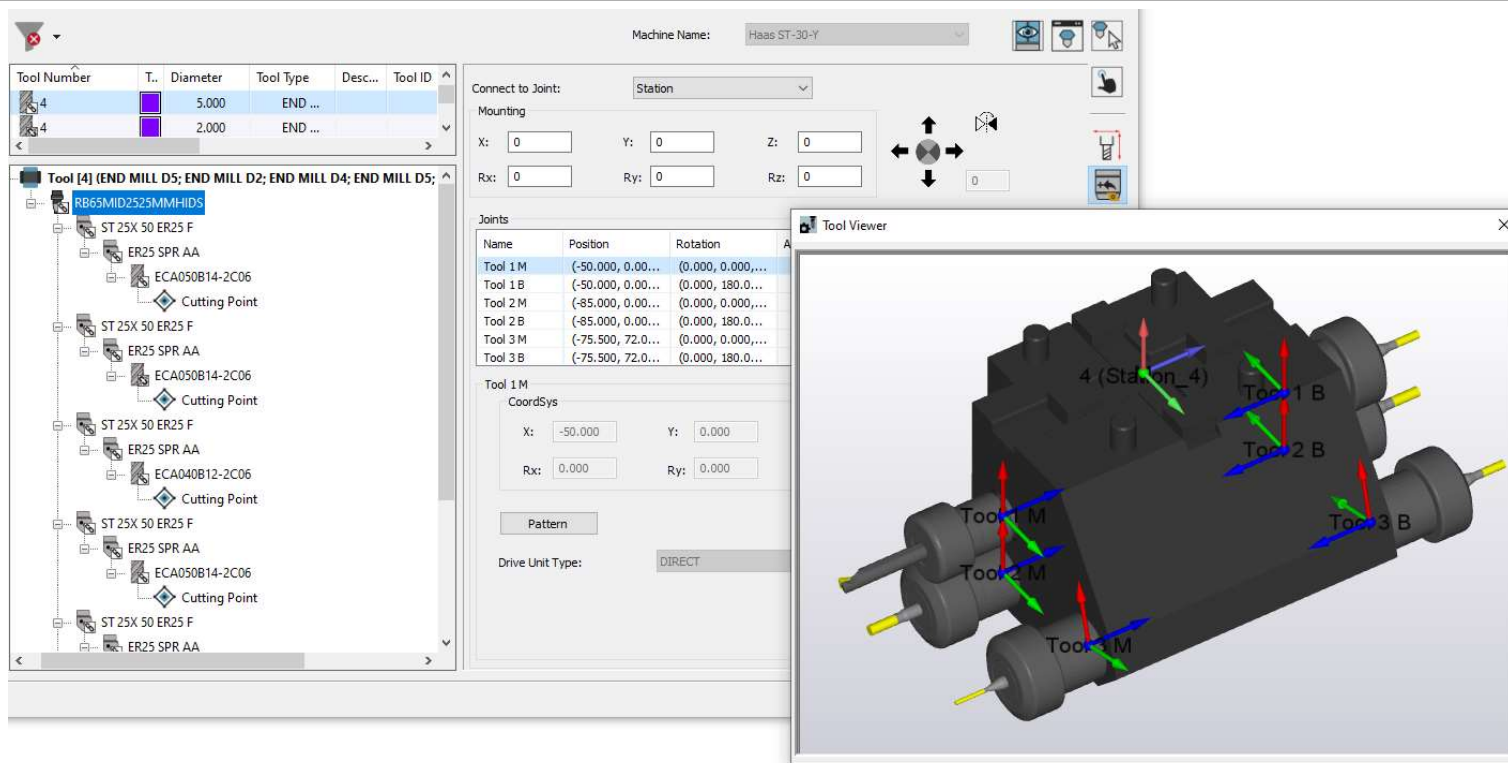 Machine Name: Haas ST-30-Y
Tool Number T.. Diameter Tool Type Desc... Tool ID
4 5.000 END ...
4 2.000 END ...
Tool [4] (END MILL D5; END MILL D2; END MILL D4; END MILL D5;
RB65MID2525MMHIDS
ST 25X 50 ER25 F
ER25 SPR AA
ECA050B14-2C06
Cutting Point
ST 25X 50 ER25 F
ER25 SPR AA
ECA050B14-2C06
Cutting Point
ST 25X 50 ER25 F
ER25 SPR AA
ECA040B12-2C06
Cutting Point
ST 25X 50 ER25 F
ER25 SPR AA
ECA050B14-2C06
Cutting Point
ST 25X 50 ER25 F
ER25 SPR AA
Connect to Joint: Station
Mounting
X: 0 Y: 0 Z: 0
Rx: 0 Ry: 0 Rz: 0
0
Joints
Name Position Rotation A
Tool 1 M (-50.000, 0.00... (0.000, 0.000,...
Tool 1 B (-50.000, 0.00... (0.000, 180.0...
Tool 2 M (-85.000, 0.00... (0.000, 0.000,...
Tool 2 B (-85.000, 0.00... (0.000, 180.0...
Tool 3 M (-75.500, 72.0... (0.000, 0.000,...
Tool 3 B (-75.500, 72.0... (0.000, 180.0...
Tool 1 M
CoordSys
X: -50.000 Y: 0.000
Rx: 0.000 Ry: 0.000
Pattern
Drive Unit Type: DIRECT
Tool Viewer
4 (Station_4)
Tool 1 B
Tool 2 B
Tool 1 M
Tool 3 B
Tool 2 M
Tool 3 M